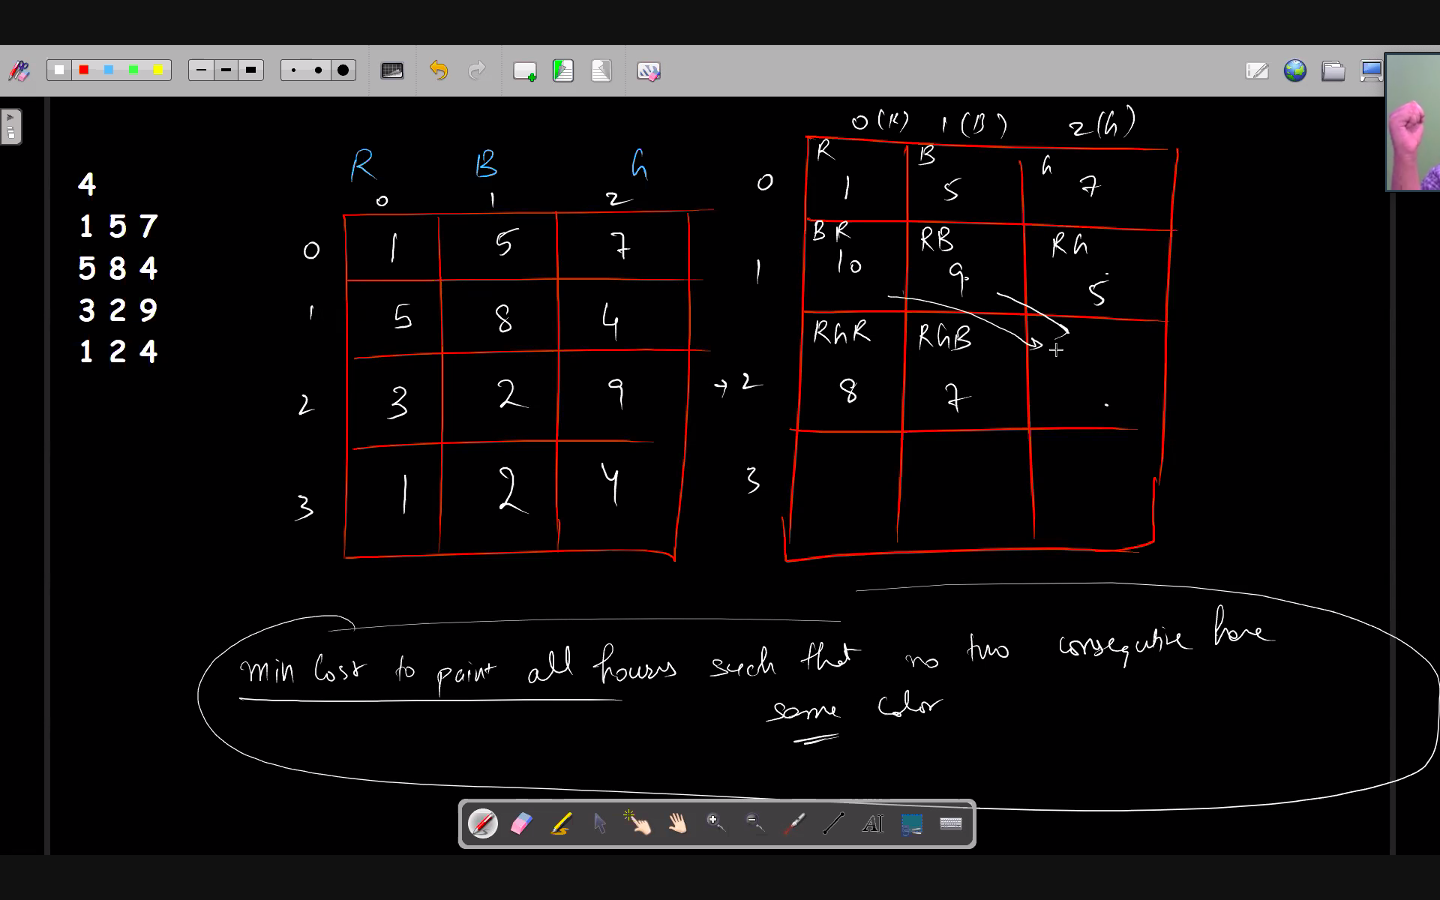 4
1 5 7
5 8 4
3 2 9
1 2 4
R B G
0 1 2
0 1 5 7
1 5 8 4
2 3 2 9
3 1 2 4
0 (R) 1 (B) 2 (G)
R B G
0 1 5 7
BR RB RG
1 10 9 5
RGR RGB
2 8 7
3
min cost to paint all houses such that no two consequtive have
same color
AI